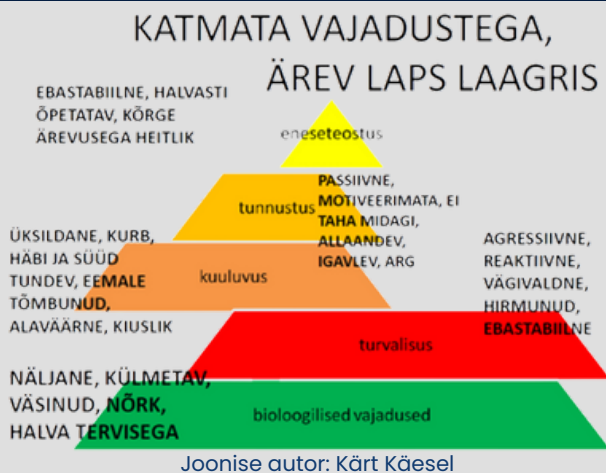 KATMATA VAJADUSTEGA,
ÄREV LAPS LAAGRIS
EBASTABIILNE, HALVASTI
ÕPETATAV, KÕRGE
ÄREVUSEGA HEITLIK
eneseteostus
PASSIIVNE,
MOTIVEERIMATA, EI
TAHA MIDAGI,
ALLAANDEV,
IGAVLEV, ARG
tunnustus
ÜKSILDANE, KURB,
HÄBI JA SÜÜD
TUNDEV, EEMALE
TÕMBUNUD,
ALAVÄÄRNE, KIUSLIK
kuuluvus
AGRESSIIVNE,
REAKTIIVNE,
VÄGIVALDNE,
HIRMUNUD,
EBASTABIILNE
turvalisus
NÄLJANE, KÜLMETAV,
VÄSINUD, NÕRK,
HALVA TERVISEGA
bioloogilised vajadused
Joonise autor: Kärt Käesel